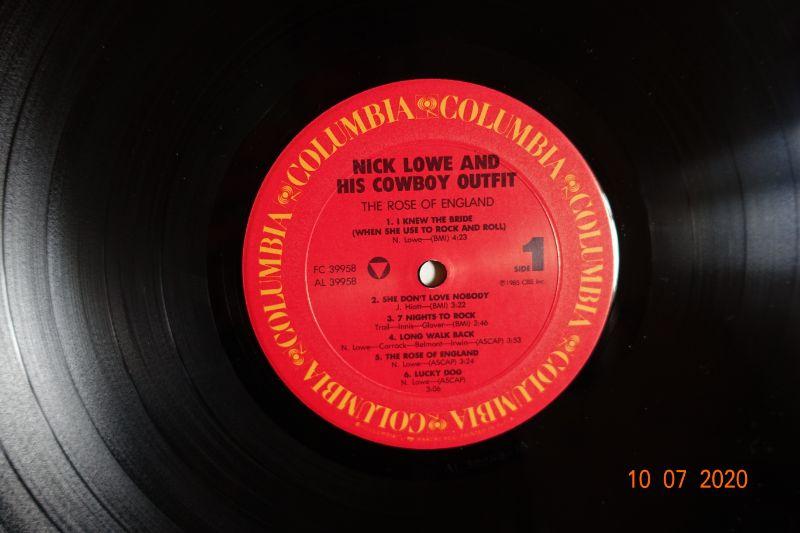 COLUMBIA COLUMBIA COLUMBIA COLUMBIA COLUMBIA COLUMBIA
NICK LOWE AND
HIS COWBOY OUTFIT
THE ROSE OF ENGLAND
1. I KNEW THE BRIDE
(WHEN SHE USE TO ROCK AND ROLL)
N. Lowe—(BMI) 4:23
FC 39958
AL 39958
SIDE 1
℗ 1985 CBS Inc.
2. SHE DON'T LOVE NOBODY
J. Hiatt—(BMI) 3:22
3. 7 NIGHTS TO ROCK
Trail—Innis—Glover—(BMI) 2:46
4. LONG WALK BACK
N. Lowe—Carrack—Belmont—Irwin—(ASCAP) 3:53
5. THE ROSE OF ENGLAND
N. Lowe—(ASCAP) 3:24
6. LUCKY DOG
N. Lowe—(ASCAP)
3:06
10 07 2020